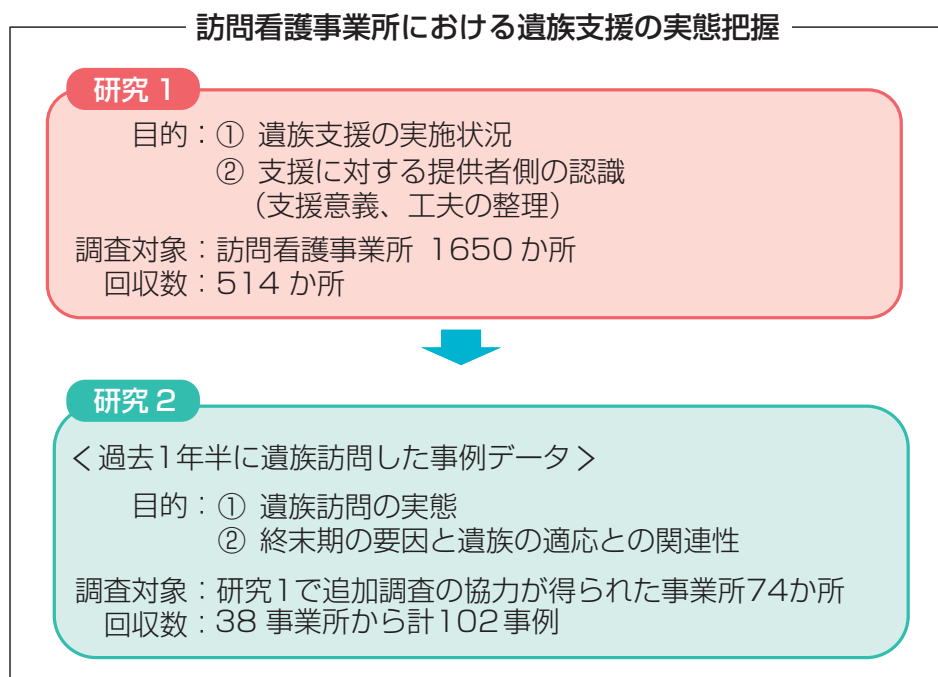 訪問看護事業所における遺族支援の実態把握
研究 1
目的：① 遺族支援の実施状況
② 支援に対する提供者側の認識
（支援意義、工夫の整理）
調査対象：訪問看護事業所 1650 か所
回収数：514 か所
研究 2
＜過去1年半に遺族訪問した事例データ＞
目的：① 遺族訪問の実態
② 終末期の要因と遺族の適応との関連性
調査対象：研究1で追加調査の協力が得られた事業所74か所
回収数：38 事業所から計102事例